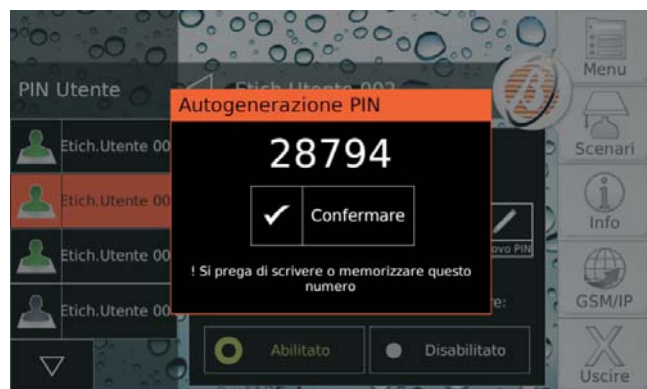 PIN Utente
Etich.Utente 002
Menu
Autogenerazione PIN
Etich.Utente 00
28794
Scenari
Etich.Utente 00
Confermare
Info
ovo PIN
Etich.Utente 00
! Si prega di scrivere o memorizzare questo
numero
GSM/IP
Etich.Utente 00
re:
Abilitato
Disabilitato
Uscire